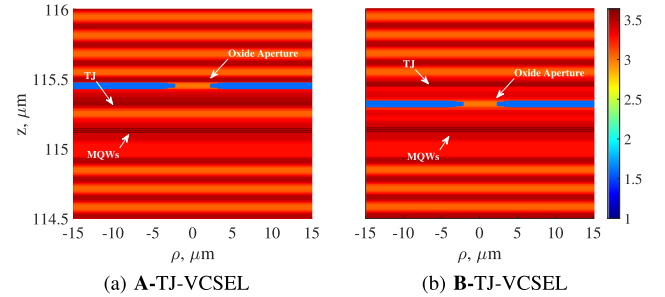 116
115.5
115
114.5
z, μm
TJ
Oxide Aperture
MQWs
-15 -10 -5 0 5 10 15
ρ, μm
(a) A-TJ-VCSEL
TJ
Oxide Aperture
MQWs
-15 -10 -5 0 5 10 15
ρ, μm
(b) B-TJ-VCSEL
3.5
3
2.5
2
1.5
1